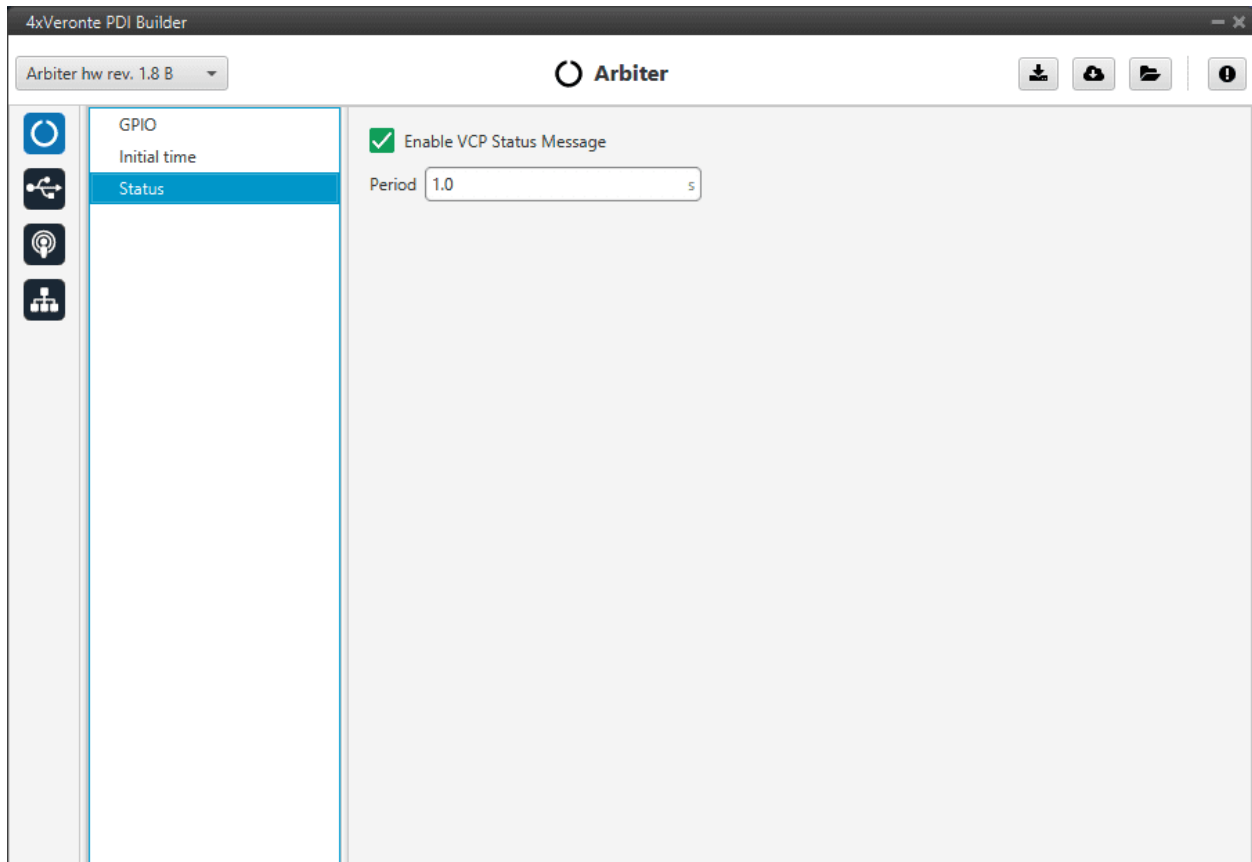 4xVeronte PDI Builder
Arbiter hw rev. 1.8 B
Arbiter
GPIO
Initial time
Status
Enable VCP Status Message
Period 1.0 s